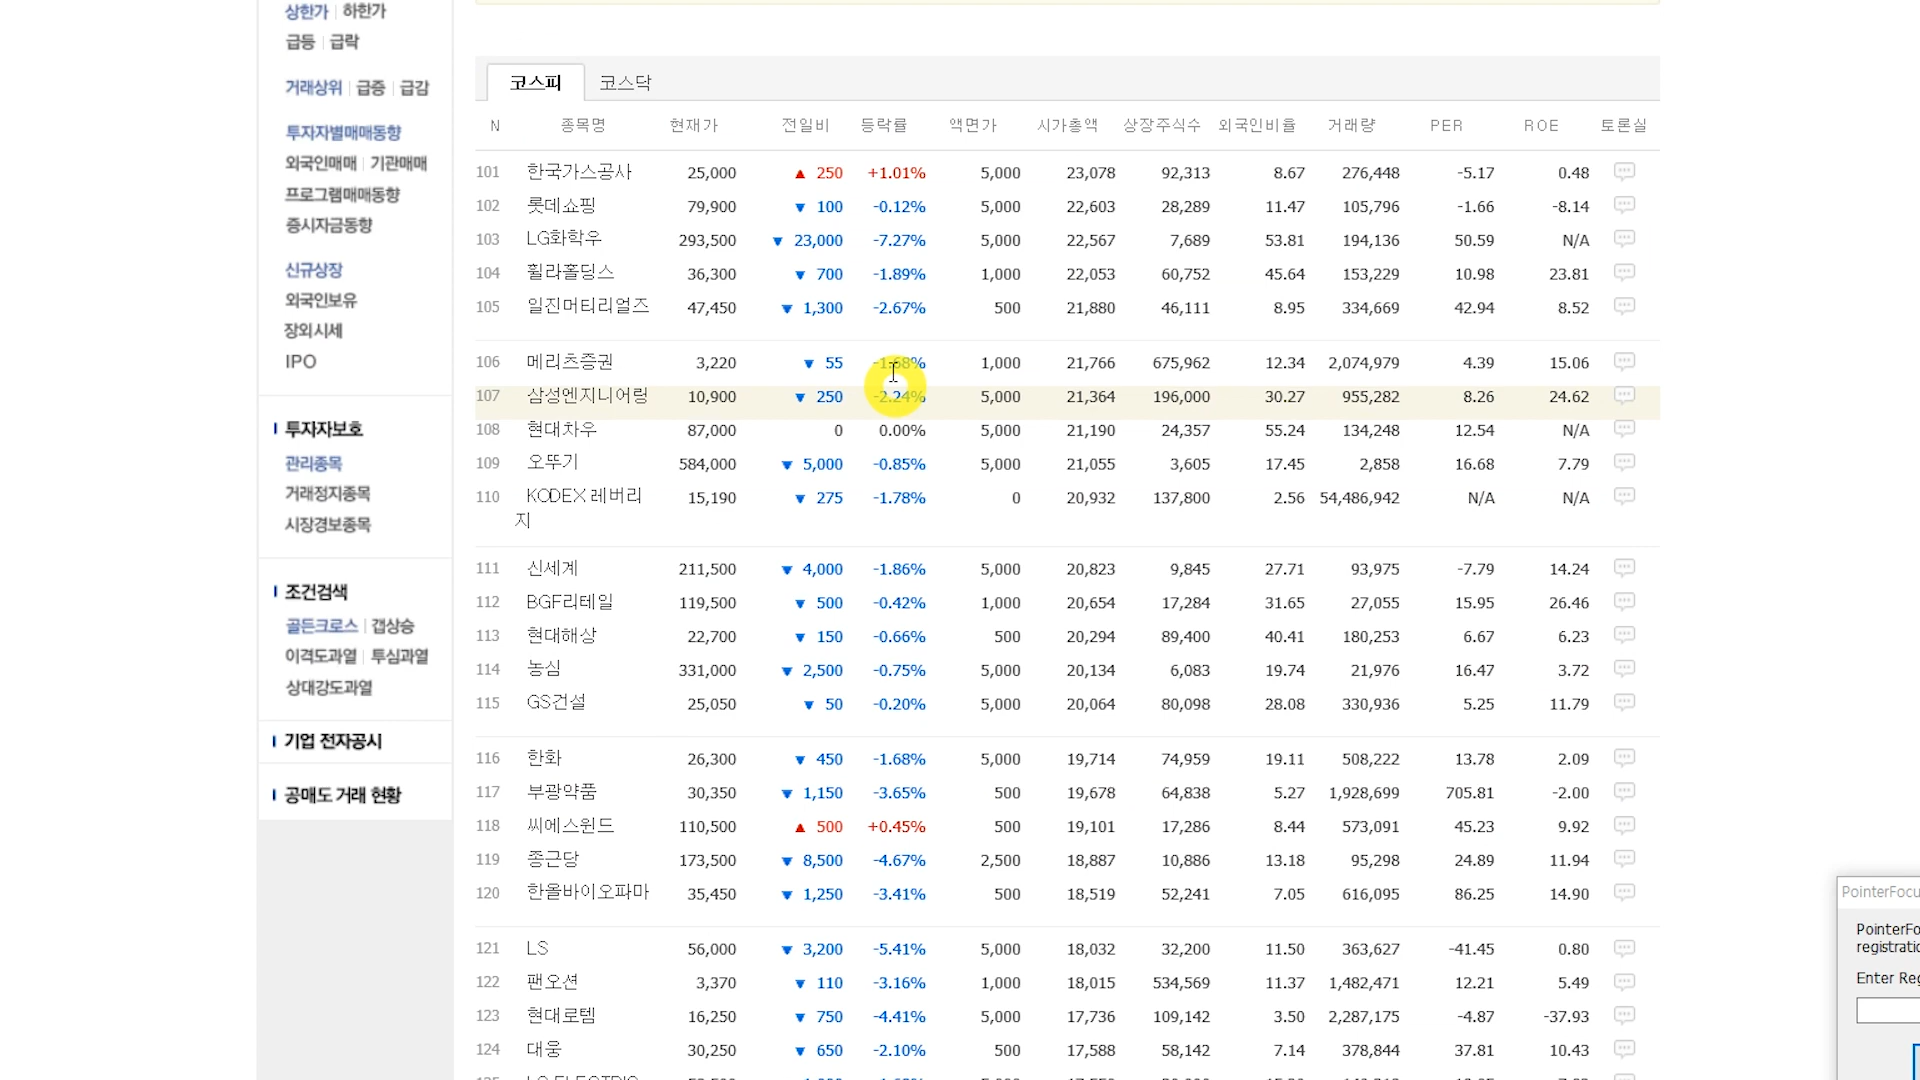 상한가 | 하한가
급등 | 급락
거래상위 | 급증 | 급감
투자자별매매동향
외국인매매 | 기관매매
프로그램매매동향
증시자금동향
신규상장
외국인보유
장외시세
IPO
투자자보호
관리종목
거래정지종목
시장경보종목
조건검색
골든크로스 | 갭상승
이격도과열 | 투심과열
상대강도과열
기업 전자공시
공매도 거래 현황
코스피 코스닥
N 종목명 현재가 전일비 등락률 액면가 시가총액 상장주식수 외국인비율 거래량 PER ROE 토론실
101 한국가스공사 25,000 ▲ 250 +1.01% 5,000 23,078 92,313 8.67 276,448 -5.17 0.48
102 롯데쇼핑 79,900 ▼ 100 -0.12% 5,000 22,603 28,289 11.47 105,796 -1.66 -8.14
103 LG화학우 293,500 ▼ 23,000 -7.27% 5,000 22,567 7,689 53.81 194,136 50.59 N/A
104 휠라홀딩스 36,300 ▼ 700 -1.89% 1,000 22,053 60,752 45.64 153,229 10.98 23.81
105 일진머티리얼즈 47,450 ▼ 1,300 -2.67% 500 21,880 46,111 8.95 334,669 42.94 8.52
106 메리츠증권 3,220 ▼ 55 -1.68% 1,000 21,766 675,962 12.34 2,074,979 4.39 15.06
107 삼성엔지니어링 10,900 ▼ 250 -2.24% 5,000 21,364 196,000 30.27 955,282 8.26 24.62
108 현대차우 87,000 0 0.00% 5,000 21,190 24,357 55.24 134,248 12.54 N/A
109 오뚜기 584,000 ▼ 5,000 -0.85% 5,000 21,055 3,605 17.45 2,858 16.68 7.79
110 KODEX 레버리 15,190 ▼ 275 -1.78% 0 20,932 137,800 2.56 54,486,942 N/A N/A
지
111 신세계 211,500 ▼ 4,000 -1.86% 5,000 20,823 9,845 27.71 93,975 -7.79 14.24
112 BGF리테일 119,500 ▼ 500 -0.42% 1,000 20,654 17,284 31.65 27,055 15.95 26.46
113 현대해상 22,700 ▼ 150 -0.66% 500 20,294 89,400 40.41 180,253 6.67 6.23
114 농심 331,000 ▼ 2,500 -0.75% 5,000 20,134 6,083 19.74 21,976 16.47 3.72
115 GS건설 25,050 ▼ 50 -0.20% 5,000 20,064 80,098 28.08 330,936 5.25 11.79
116 한화 26,300 ▼ 450 -1.68% 5,000 19,714 74,959 19.11 508,222 13.78 2.09
117 부광약품 30,350 ▼ 1,150 -3.65% 500 19,678 64,838 5.27 1,928,699 705.81 -2.00
118 씨에스윈드 110,500 ▲ 500 +0.45% 500 19,101 17,286 8.44 573,091 45.23 9.92
119 종근당 173,500 ▼ 8,500 -4.67% 2,500 18,887 10,886 13.18 95,298 24.89 11.94
120 한올바이오파마 35,450 ▼ 1,250 -3.41% 500 18,519 52,241 7.05 616,095 86.25 14.90
121 LS 56,000 ▼ 3,200 -5.41% 5,000 18,032 32,200 11.50 363,627 -41.45 0.80
122 팬오션 3,370 ▼ 110 -3.16% 1,000 18,015 534,569 11.37 1,482,471 12.21 5.49
123 현대로템 16,250 ▼ 750 -4.41% 5,000 17,736 109,142 3.50 2,287,175 -4.87 -37.93
124 대웅 30,250 ▼ 650 -2.10% 500 17,588 58,142 7.14 378,844 37.81 10.43
PointerFocu
PointerFo
registratio
Enter Reg